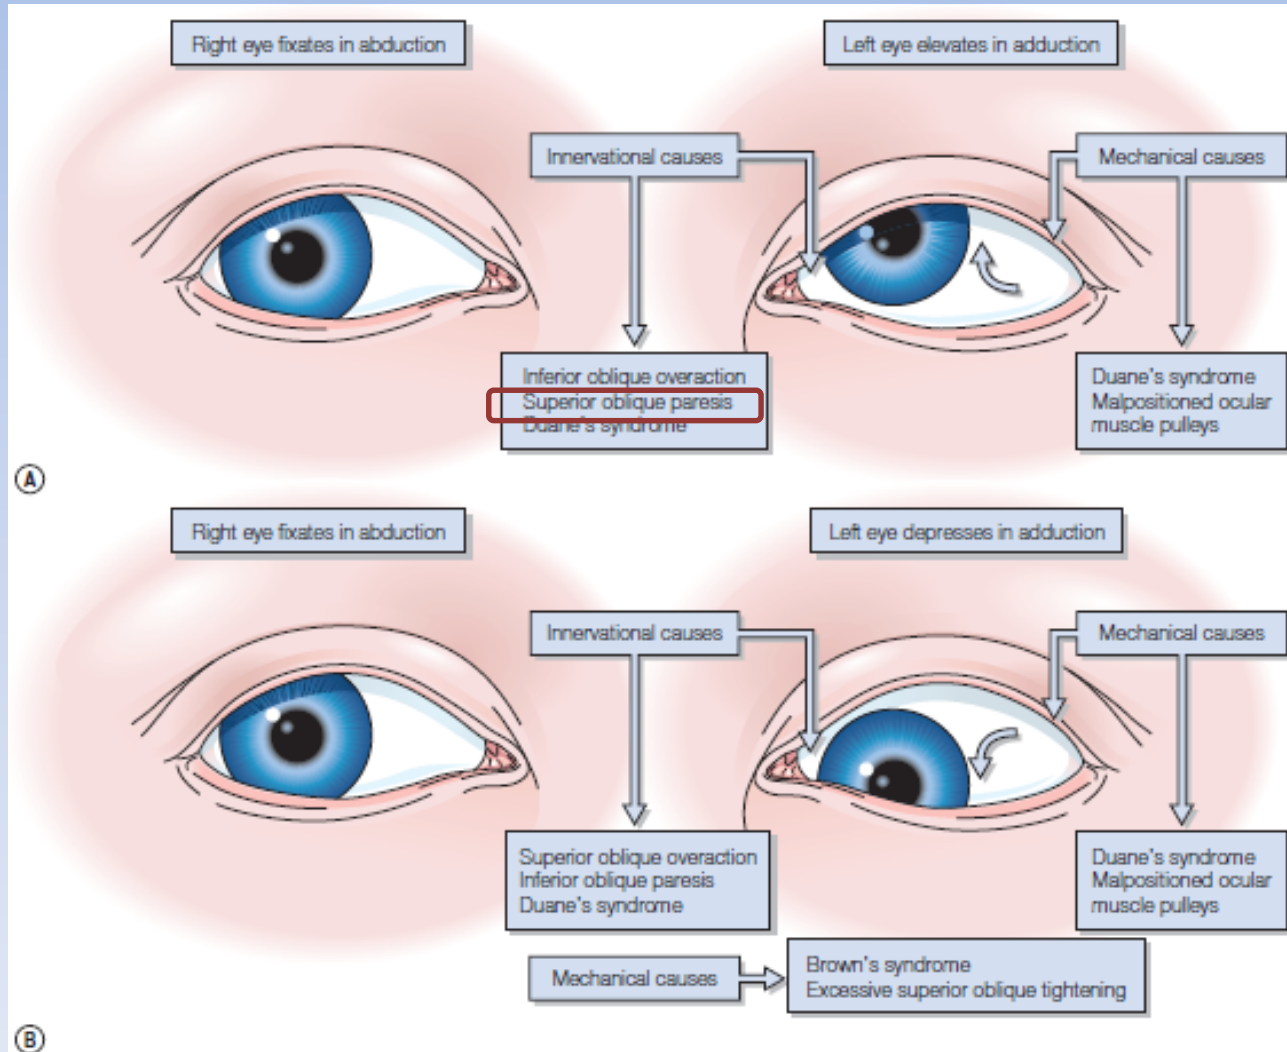 Right eye fixates in abduction
Left eye elevates in adduction
Innervational causes
Mechanical causes
Inferior oblique overaction
Superior oblique paresis
Duane's syndrome
Duane's syndrome
Malpositioned ocular
muscle pulleys
A
Right eye fixates in abduction
Left eye depresses in adduction
Innervational causes
Mechanical causes
Superior oblique overaction
Inferior oblique paresis
Duane's syndrome
Duane's syndrome
Malpositioned ocular
muscle pulleys
Mechanical causes
Brown's syndrome
Excessive superior oblique tightening
B